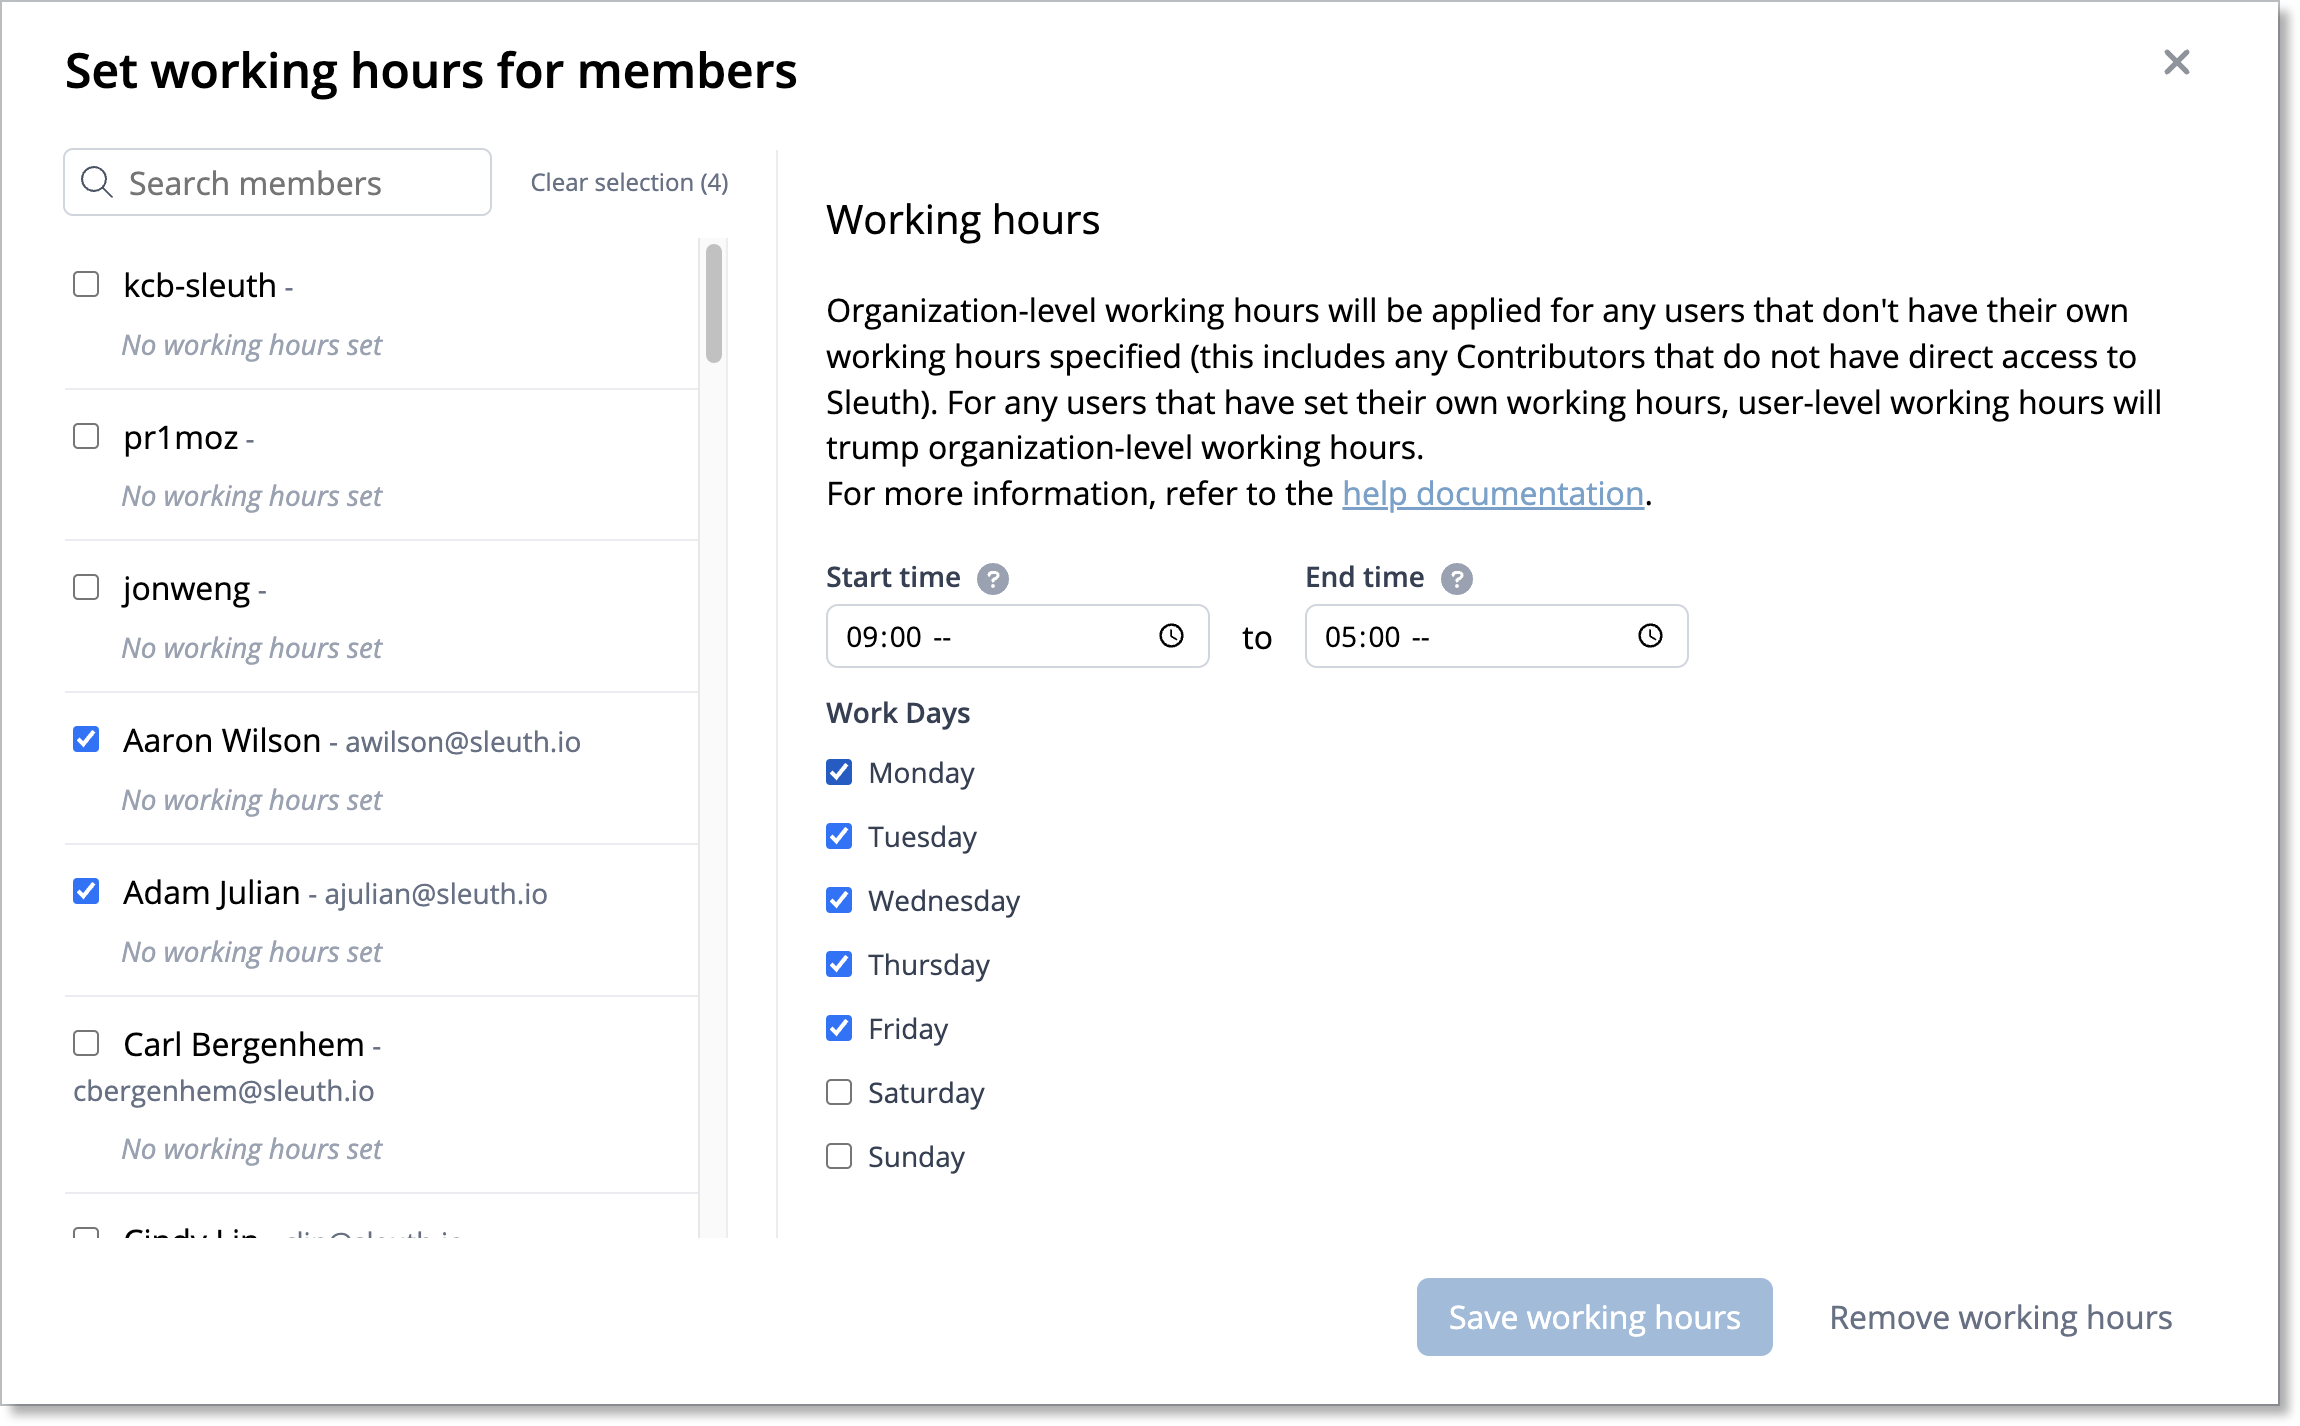 Set working hours for members
Search members
Clear selection (4)
kcb-sleuth -
No working hours set
pr1moz -
No working hours set
jonweng -
No working hours set
Aaron Wilson - awilson@sleuth.io
No working hours set
Adam Julian - ajulian@sleuth.io
No working hours set
Carl Bergenhem -
cbergenhem@sleuth.io
No working hours set
Working hours
Organization-level working hours will be applied for any users that don't have their own
working hours specified (this includes any Contributors that do not have direct access to
Sleuth). For any users that have set their own working hours, user-level working hours will
trump organization-level working hours.
For more information, refer to the help documentation.
Start time ?
End time ?
09:00 --
to
05:00 --
Work Days
Monday
Tuesday
Wednesday
Thursday
Friday
Saturday
Sunday
Save working hours
Remove working hours